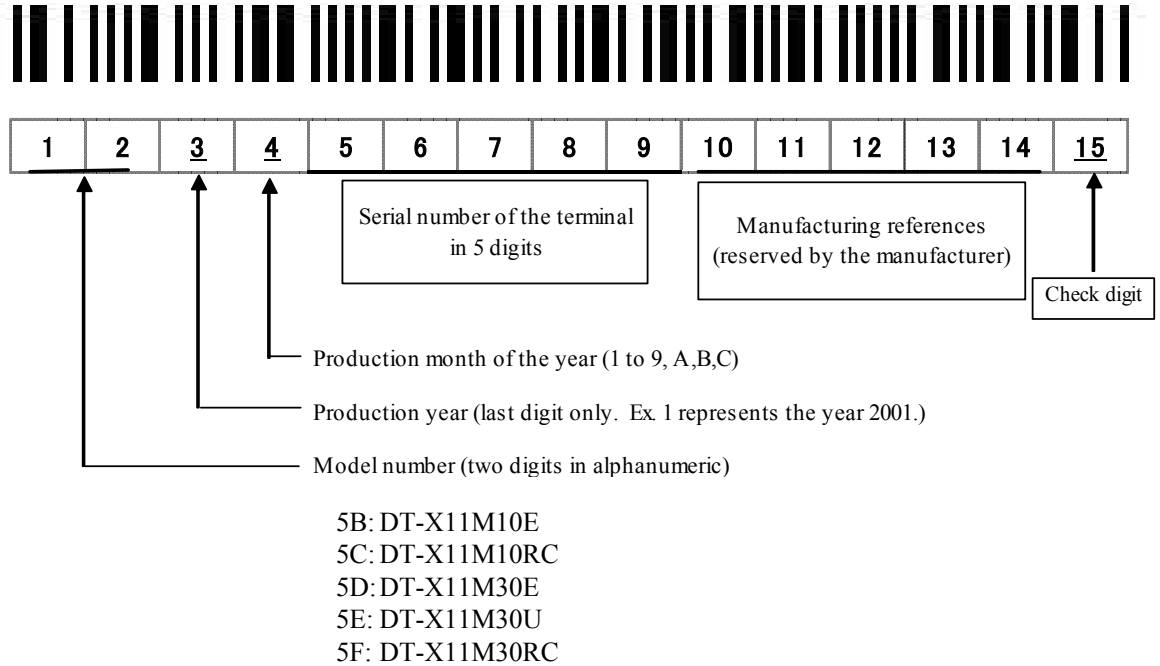 1 2 3 4 5 6 7 8 9 10 11 12 13 14 15
Serial number of the terminal
in 5 digits
Manufacturing references
(reserved by the manufacturer)
Check digit
Production month of the year (1 to 9, A,B,C)
Production year (last digit only. Ex. 1 represents the year 2001.)
Model number (two digits in alphanumeric)
5B: DT-X11M10E
5C: DT-X11M10RC
5D: DT-X11M30E
5E: DT-X11M30U
5F: DT-X11M30RC